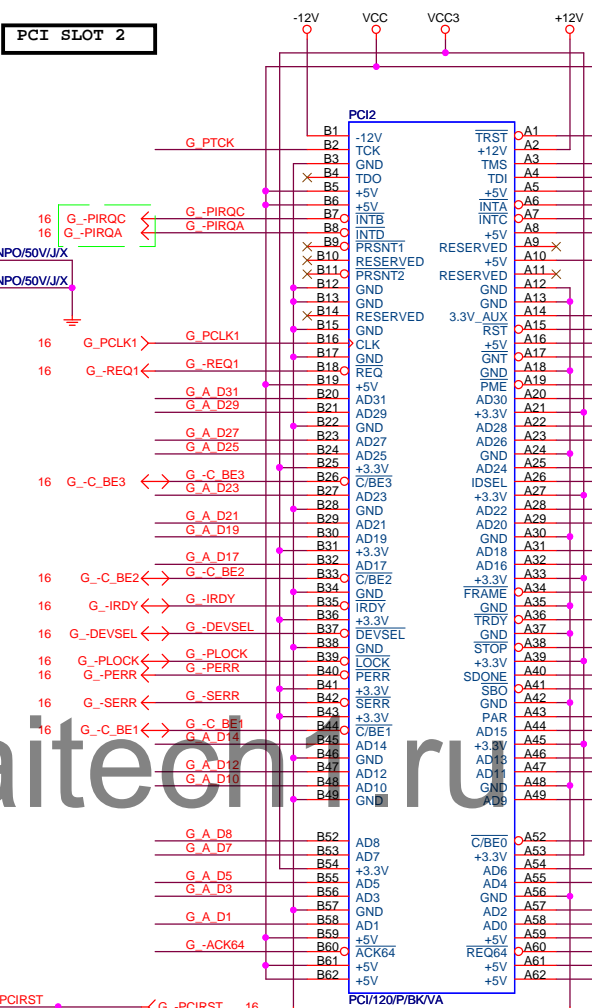 -12V VCC VCC3 +12V
PCI SLOT 2
PCI2
B1 -12V TRST A1
G_PTCK B2 TCK +12V A2
B3 GND TMS A3
B4 TDO TDI A4
B5 +5V +5V A5
B6 +5V INTA A6
16 G_-PIRQC G_-PIRQC B7 INTB INTC A7
16 G_-PIRQA G_-PIRQA B8 INTD +5V A8
NPO/50V/J/X B9 PRSNT1 RESERVED A9
B10 RESERVED +5V A10
B11 PRSNT2 RESERVED A11
NPO/50V/J/X B12 GND GND A12
B13 GND GND A13
B14 RESERVED 3.3V_AUX A14
B15 GND RST A15
16 G_PCLK1 G_PCLK1 B16 CLK +5V A16
B17 GND GNT A17
16 G_-REQ1 G_-REQ1 B18 REQ GND A18
B19 +5V PME A19
G_A_D31 B20 AD31 AD30 A20
G_A_D29 B21 AD29 +3.3V A21
B22 GND AD28 A22
G_A_D27 B23 AD27 AD26 A23
G_A_D25 B24 AD25 GND A24
B25 +3.3V AD24 A25
16 G_-C_BE3 G_-C_BE3 B26 C/BE3 IDSEL A26
G_A_D23 B27 AD23 +3.3V A27
B28 GND AD22 A28
G_A_D21 B29 AD21 AD20 A29
G_A_D19 B30 AD19 GND A30
B31 +3.3V AD18 A31
G_A_D17 B32 AD17 AD16 A32
16 G_-C_BE2 G_-C_BE2 B33 C/BE2 +3.3V A33
B34 GND FRAME A34
16 G_-IRDY G_-IRDY B35 IRDY GND A35
B36 +3.3V TRDY A36
16 G_-DEVSEL G_-DEVSEL B37 DEVSEL GND A37
B38 GND STOP A38
16 G_-PLOCK G_-PLOCK B39 LOCK +3.3V A39
16 G_-PERR G_-PERR B40 PERR SDONE A40
B41 +3.3V SBO A41
16 G_-SERR G_-SERR B42 SERR GND A42
B43 +3.3V PAR A43
16 G_-C_BE1 G_-C_BE1 B44 C/BE1 AD15 A44
G_A_D14 B45 AD14 +3.3V A45
B46 GND AD13 A46
G_A_D12 B47 AD12 AD11 A47
G_A_D10 B48 AD10 GND A48
B49 GND AD9 A49
aitech1.ru
G_A_D8 B52 AD8 C/BE0 A52
G_A_D7 B53 AD7 +3.3V A53
B54 +3.3V AD6 A54
G_A_D5 B55 AD5 AD4 A55
G_A_D3 B56 AD3 GND A56
B57 GND AD2 A57
G_A_D1 B58 AD1 AD0 A58
B59 +5V +5V A59
G_-ACK64 B60 ACK64 REQ64 A60
B61 +5V +5V A61
B62 +5V +5V A62
PCI/120/P/BK/VA
PCIRST G_-PCIRST 16